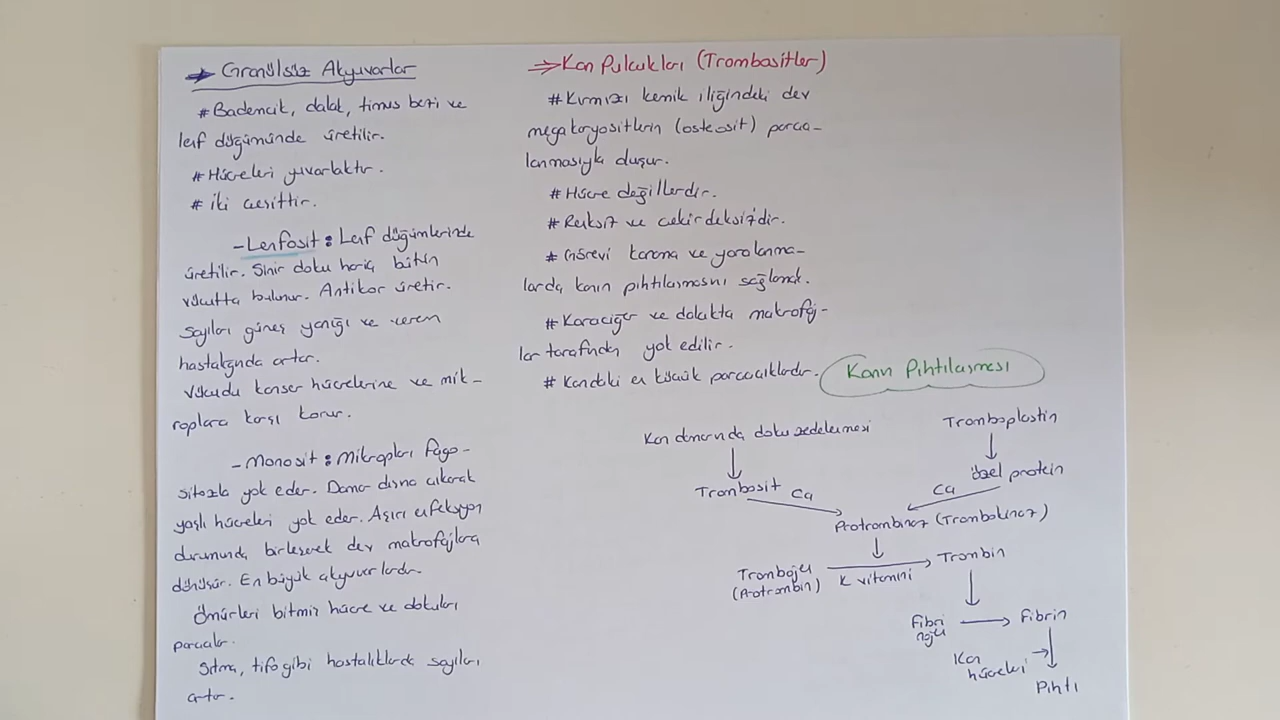 → Granülsüz Akyuvarlar
# Bademcik, dalak, timus bezi ve
lenf düğümünde üretilir.
# Hücreleri yuvarlaktır.
# İki çeşittir.
- Lenfosit : Lenf düğümlerinde
üretilir. Sinir doku hariç bütün
vücutta bulunur. Antikor üretir.
Sayıları güneş yanığı ve verem
hastalığında artar.
Vücudu kanser hücrelerine ve mik-
roplara karşı korur.
- Monosit : Mikropları fago-
sitozla yok eder. Damar dışına çıkarak
yaşlı hücreleri yok eder. Aşırı enfeksiyon
durumunda birleşerek dev makrofajlara
dönüşür. En büyük akyuvarlardır.
Ömürleri bitmiş hücre ve dokuları
parçalar.
Sıtma, tifo gibi hastalıklarda sayıları
artar.
⇒ Kan Pulcukları (Trombositler)
# Kırmızı kemik iliğindeki dev
megakaryositlerin (osteosit) parça-
lanmasıyla oluşur.
# Hücre değillerdir.
# Renksiz ve çekirdeksizdir.
# Görevi kanama ve yaralanma-
larda kanın pıhtılaşmasını sağlamak.
# Karaciğer ve dalakta makrofaj-
lar tarafından yok edilir.
# Kandaki en küçük parçacıklardır.
Kanın Pıhtılaşması
Kan damarında doku zedelenmesi
Tromboplastin
özel protein
Trombosit Ca
Ca
Protrombinaz (Trombokinaz)
Trombojen
(Protrombin)
K vitamini
Trombin
Fibri
nojen
Fibrin
Kan
hücreleri
Pıhtı